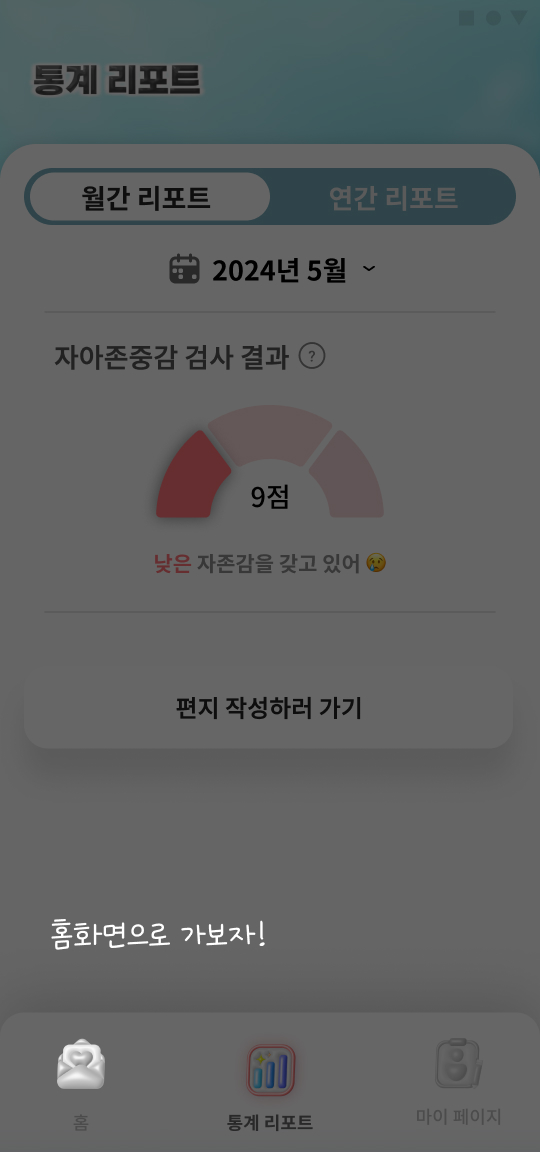 통계 리포트
월간 리포트 연간 리포트
2024년 5월
자아존중감 검사 결과 ?
9점
낮은 자존감을 갖고 있어 😢
편지 작성하러 가기
홈화면으로 가보자!
홈 통계 리포트 마이 페이지